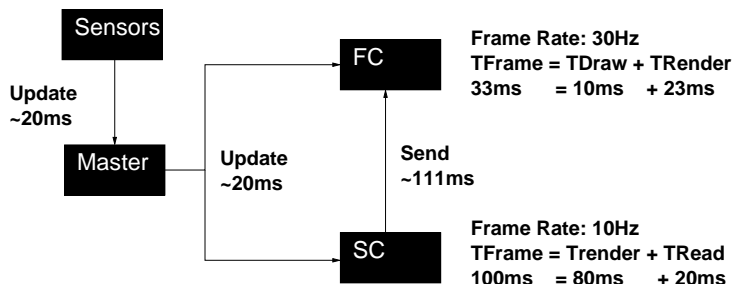 Sensors
Update
~20ms
Master
Update
~20ms
FC
Frame Rate: 30Hz
TFrame = TDraw + TRender
33ms = 10ms + 23ms
Send
~111ms
SC
Frame Rate: 10Hz
TFrame = Trender + TRead
100ms = 80ms + 20ms